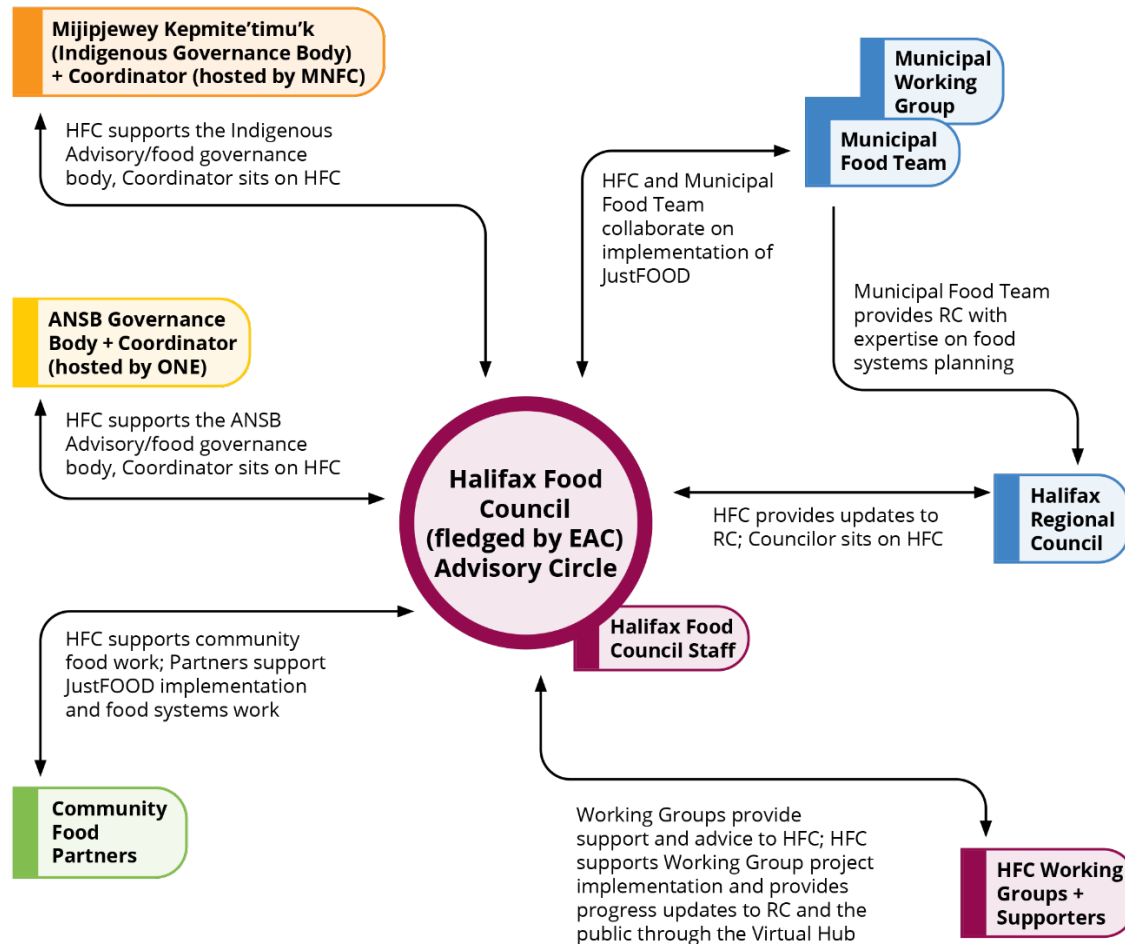 Mijipjewey Kepmite’timu’k
(Indigenous Governance Body)
+ Coordinator (hosted by MNFC)
HFC supports the Indigenous
Advisory/food governance
body, Coordinator sits on HFC
Municipal
Working
Group
Municipal
Food Team
HFC and Municipal
Food Team
collaborate on
implementation of
JustFOOD
Municipal Food Team
provides RC with
expertise on food
systems planning
ANSB Governance
Body + Coordinator
(hosted by ONE)
HFC supports the ANSB
Advisory/food governance
body, Coordinator sits on HFC
Halifax Food
Council
(fledged by EAC)
Advisory Circle
Halifax Food
Council Staff
HFC provides updates to
RC; Councilor sits on HFC
Halifax
Regional
Council
HFC supports community
food work; Partners support
JustFOOD implementation
and food systems work
Community
Food
Partners
Working Groups provide
support and advice to HFC; HFC
supports Working Group project
implementation and provides
progress updates to RC and the
public through the Virtual Hub
HFC Working
Groups +
Supporters